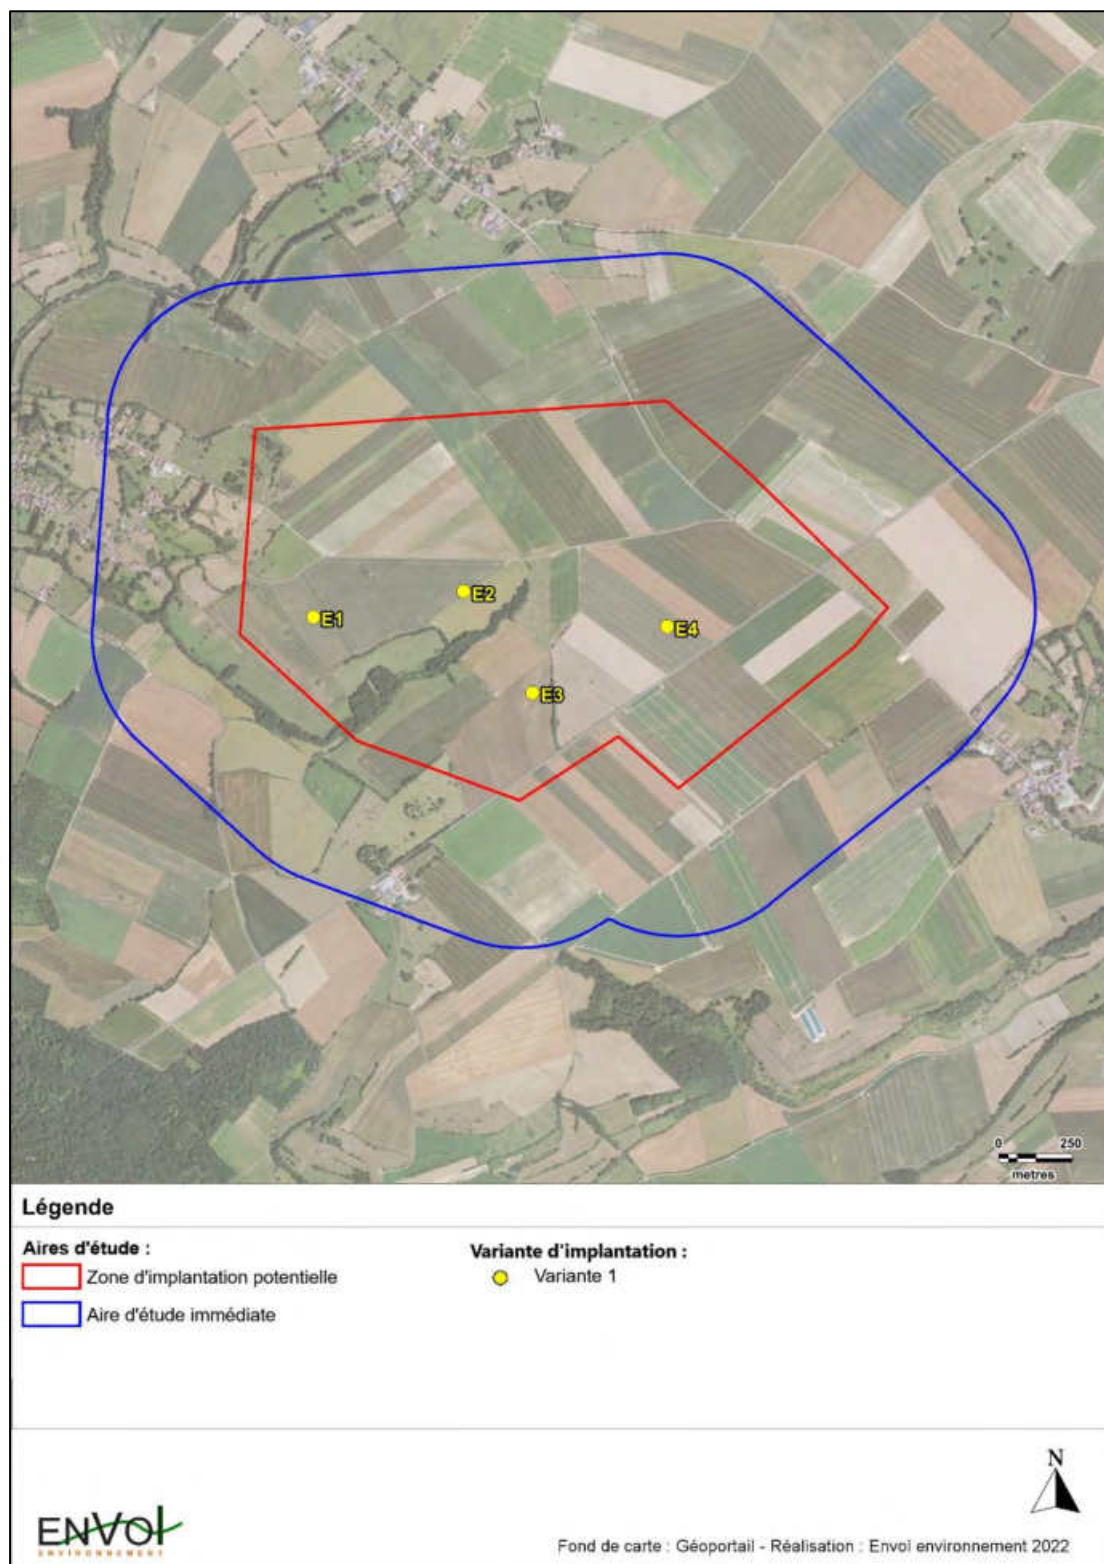 E1
E2
E3
E4
0 250
metres
Légende
Aires d'étude :
Zone d'implantation potentielle
Aire d'étude immédiate
Variante d'implantation :
Variante 1
N
ENVOl
ENVIRONNEMENT
Fond de carte : Géoportail - Réalisation : Envol environnement 2022